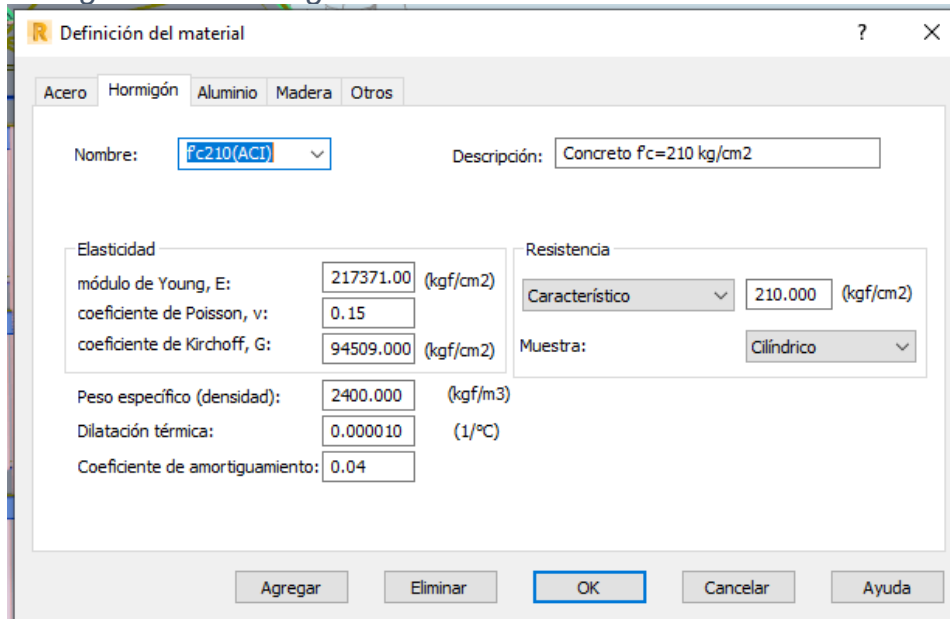 R Definición del material ? ×
Acero Hormigón Aluminio Madera Otros
Nombre: f'c210(ACI) Descripción: Concreto f'c=210 kg/cm2
Elasticidad Resistencia
módulo de Young, E: 217371.00 (kgf/cm2)
Característico 210.000 (kgf/cm2)
coeficiente de Poisson, ν: 0.15
coeficiente de Kirchoff, G: 94509.000 (kgf/cm2) Muestra: Cilíndrico
Peso específico (densidad): 2400.000 (kgf/m3)
Dilatación térmica: 0.000010 (1/ºC)
Coeficiente de amortiguamiento: 0.04
Agregar Eliminar OK Cancelar Ayuda